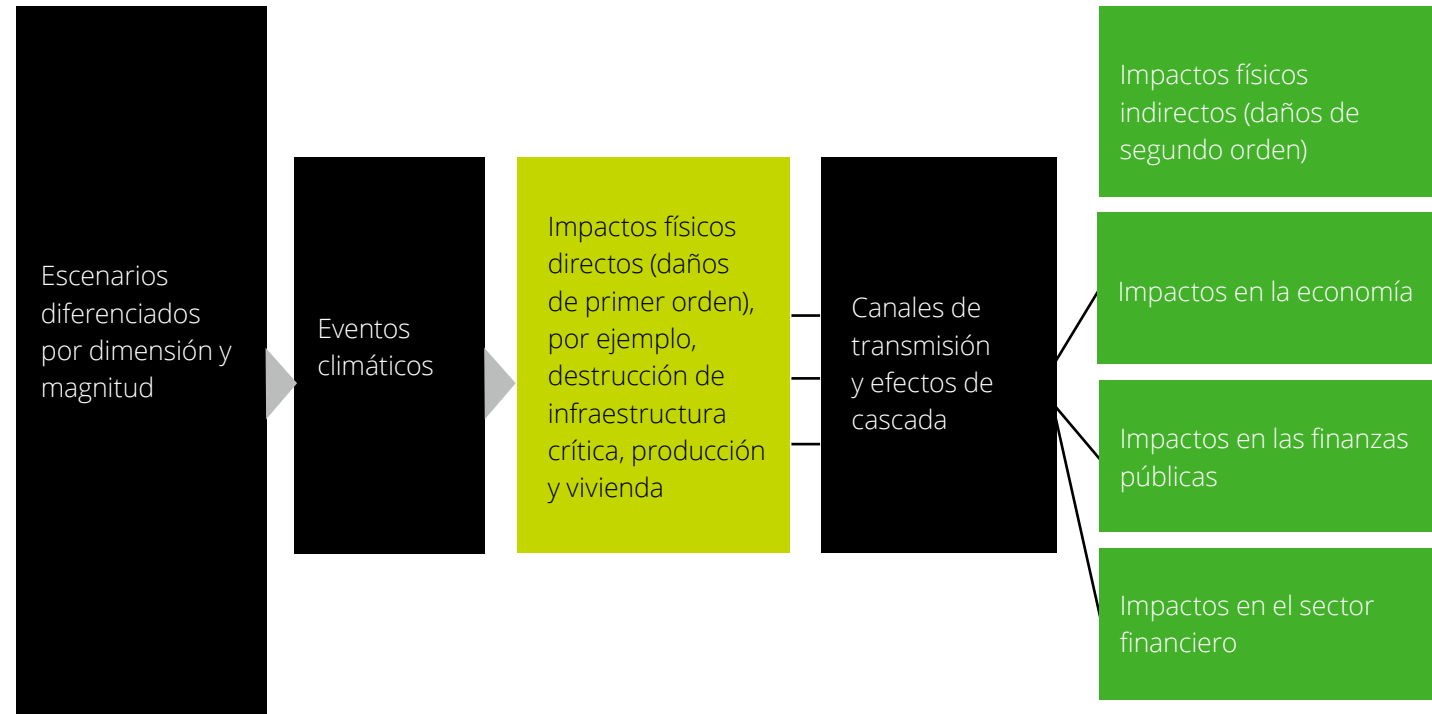 Escenarios
diferenciados
por dimensión y
magnitud
Eventos
climáticos
Impactos físicos
directos (daños
de primer orden),
por ejemplo,
destrucción de
infraestructura
crítica, producción
y vivienda
Canales de
transmisión
y efectos de
cascada
Impactos físicos
indirectos (daños de
segundo orden)
Impactos en la economía
Impactos en las finanzas
públicas
Impactos en el sector
financiero